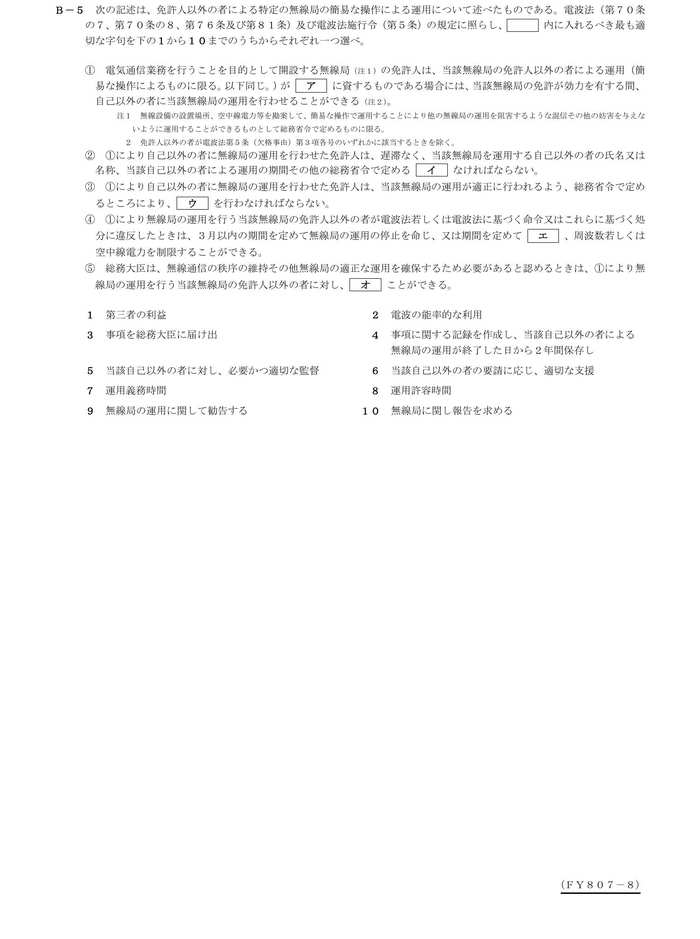 B－5 次の記述は、免許人以外の者による特定の無線局の簡易な操作による運用について述べたものである。電波法（第７０条
の７、第７０条の８、第７６条及び第８１条）及び電波法施行令（第５条）の規定に照らし、 内に入れるべき最も適
切な字句を下の１から１０までのうちからそれぞれ一つ選べ。
① 電気通信業務を行うことを目的として開設する無線局（注１）の免許人は、当該無線局の免許人以外の者による運用（簡
易な操作によるものに限る。以下同じ。）が ア に資するものである場合には、当該無線局の免許が効力を有する間、
自己以外の者に当該無線局の運用を行わせることができる（注２）。
注１ 無線設備の設置場所、空中線電力等を勘案して、簡易な操作で運用することにより他の無線局の運用を阻害するような混信その他の妨害を与えな
いように運用することができるものとして総務省令で定めるものに限る。
２ 免許人以外の者が電波法第５条（欠格事由）第３項各号のいずれかに該当するときを除く。
② ①により自己以外の者に無線局の運用を行わせた免許人は、遅滞なく、当該無線局を運用する自己以外の者の氏名又は
名称、当該自己以外の者による運用の期間その他の総務省令で定める イ なければならない。
③ ①により自己以外の者に無線局の運用を行わせた免許人は、当該無線局の運用が適正に行われるよう、総務省令で定め
るところにより、 ウ を行わなければならない。
④ ①により無線局の運用を行う当該無線局の免許人以外の者が電波法若しくは電波法に基づく命令又はこれらに基づく処
分に違反したときは、３月以内の期間を定めて無線局の運用の停止を命じ、又は期間を定めて エ 、周波数若しくは
空中線電力を制限することができる。
⑤ 総務大臣は、無線通信の秩序の維持その他無線局の適正な運用を確保するため必要があると認めるときは、①により無
線局の運用を行う当該無線局の免許人以外の者に対し、 オ ことができる。
１ 第三者の利益 ２ 電波の能率的な利用
３ 事項を総務大臣に届け出 ４ 事項に関する記録を作成し、当該自己以外の者による
無線局の運用が終了した日から２年間保存し
５ 当該自己以外の者に対し、必要かつ適切な監督 ６ 当該自己以外の者の要請に応じ、適切な支援
７ 運用義務時間 ８ 運用許容時間
９ 無線局の運用に関して勧告する １０ 無線局に関し報告を求める
（ＦＹ８０７－８）